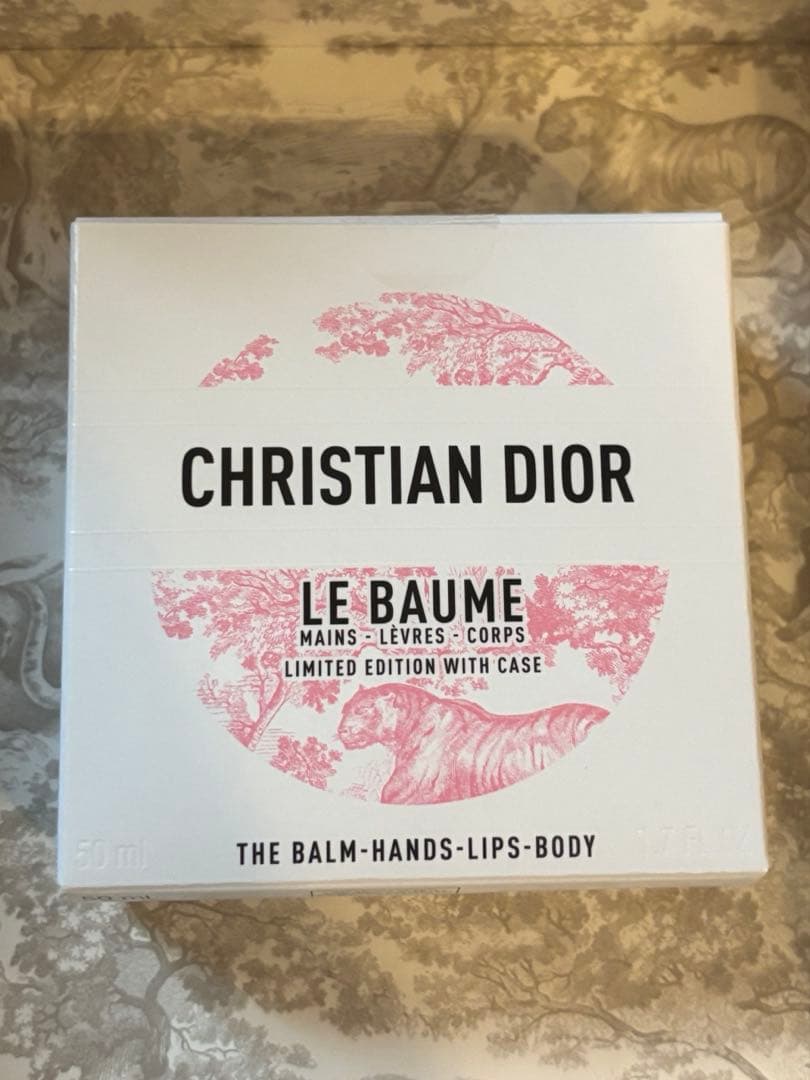 CHRISTIAN DIOR
LE BAUME
MAINS - LÈVRES - CORPS
LIMITED EDITION WITH CASE
THE BALM-HANDS-LIPS-BODY
50 ml